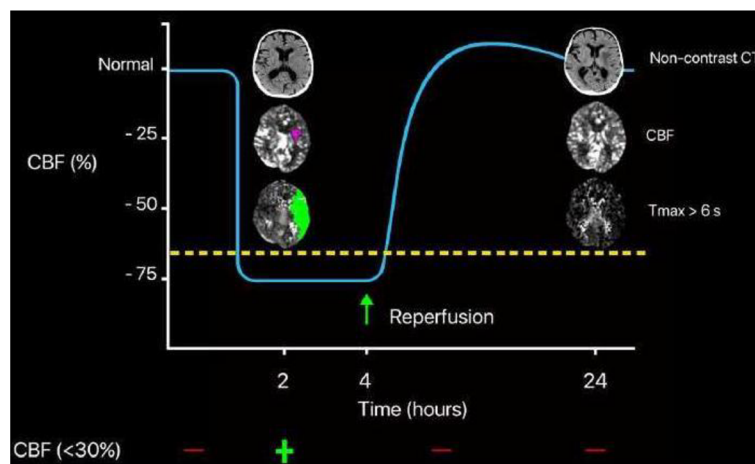 Normal
- 25
CBF (%)
- 50
- 75
Non-contrast CT
CBF
Tmax > 6 s
Reperfusion
2
4
24
Time (hours)
CBF (<30%)
— + — —